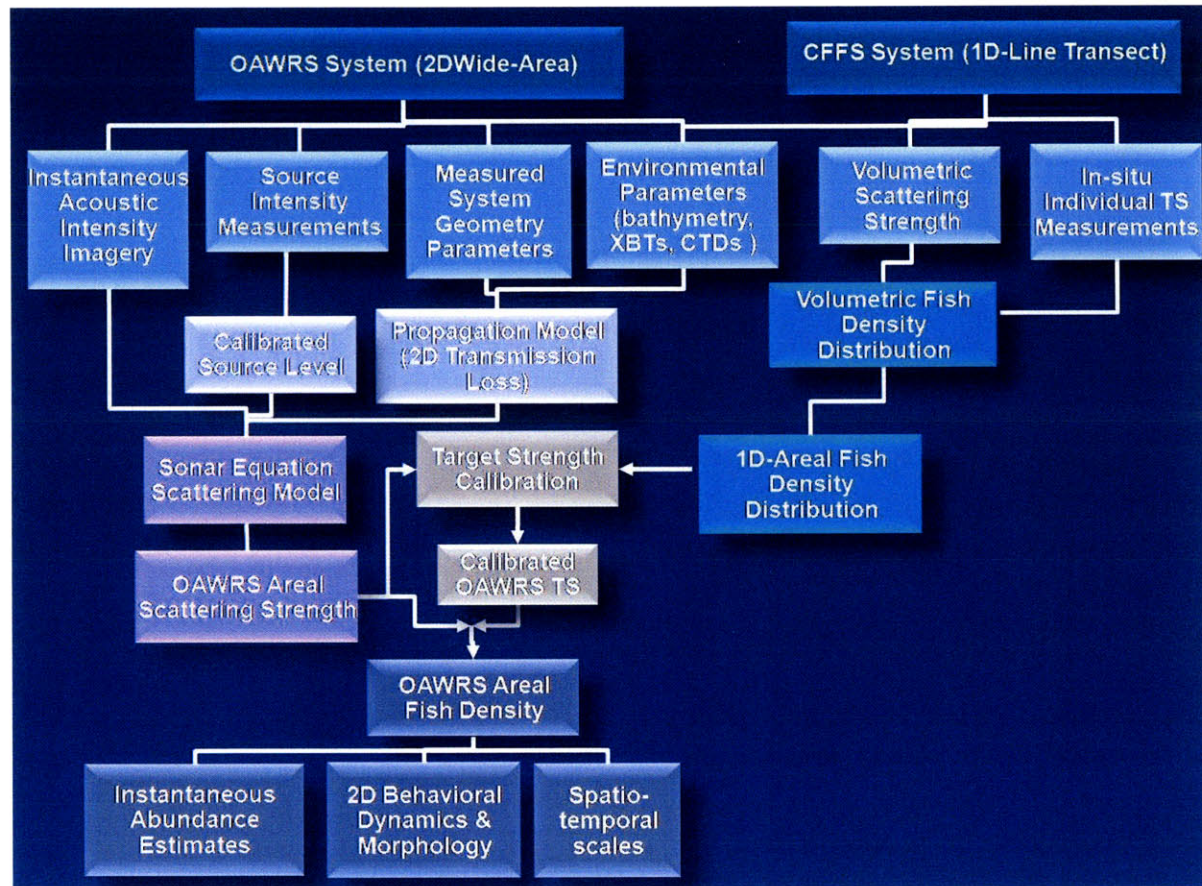 OAWRS System (2DWide-Area)
CFFS System (1D-Line Transect)
Instantaneous
Acoustic
Intensity
Imagery
Source
Intensity
Measurements
Measured
System
Geometry
Parameters
Environmental
Parameters
(bathymetry,
XBTs, CTDs )
Volumetric
Scattering
Strength
In-situ
Individual TS
Measurements
Calibrated
Source Level
Propagation Model
(2D Transmission
Loss)
Volumetric Fish
Density
Distribution
Sonar Equation
Scattering Model
Target Strength
Calibration
1D-Areal Fish
Density
Distribution
OAWRS Areal
Scattering Strength
Calibrated
OAWRS TS
OAWRS Areal
Fish Density
Instantaneous
Abundance
Estimates
2D Behavioral
Dynamics &
Morphology
Spatio-
temporal
scales